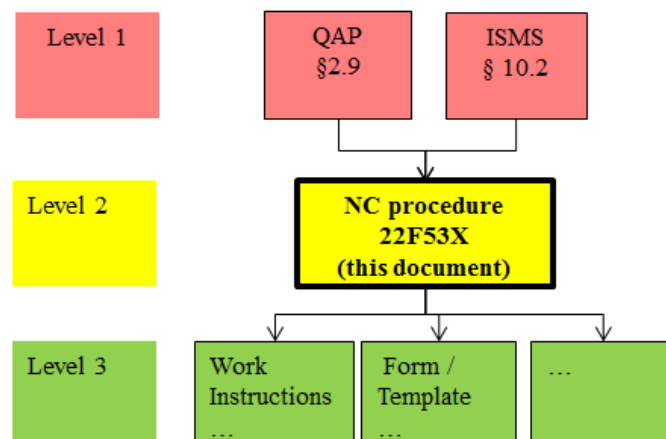 Level 1
QAP
§2.9
ISMS
§ 10.2
Level 2
NC procedure
22F53X
(this document)
Level 3
Work
Instructions
…
Form /
Template
…
…